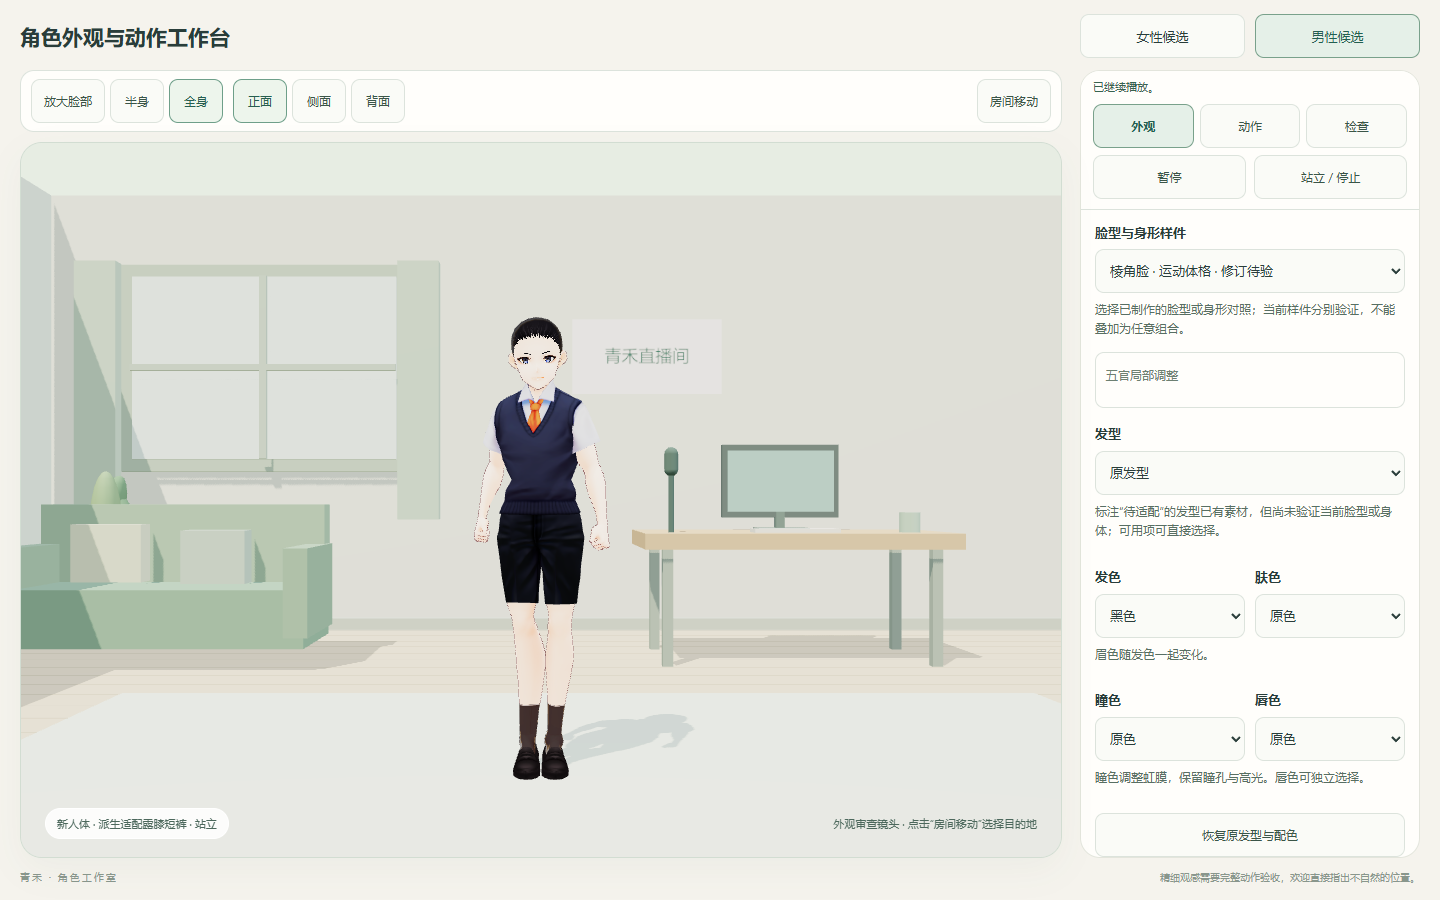 角色外观与动作工作台
女性候选
男性候选
放大脸部
半身
全身
正面
侧面
背面
房间移动
已继续播放。
外观
动作
检查
暂停
站立 / 停止
脸型与身形样件
棱角脸 · 运动体格 · 修订待验
选择已制作的脸型或身形对照；当前样件分别验证，不能
叠加为任意组合。
五官局部调整
发型
原发型
标注“待适配”的发型已有素材，但尚未验证当前脸型或身
体；可用项可直接选择。
发色
肤色
黑色
原色
眉色随发色一起变化。
瞳色
唇色
原色
原色
瞳色调整虹膜，保留瞳孔与高光。唇色可独立选择。
恢复原发型与配色
青禾直播间
新人体 · 派生适配露膝短裤 · 站立
外观审查镜头 · 点击“房间移动”选择目的地
青禾 · 角色工作室
精细观感需要完整动作验收，欢迎直接指出不自然的位置。